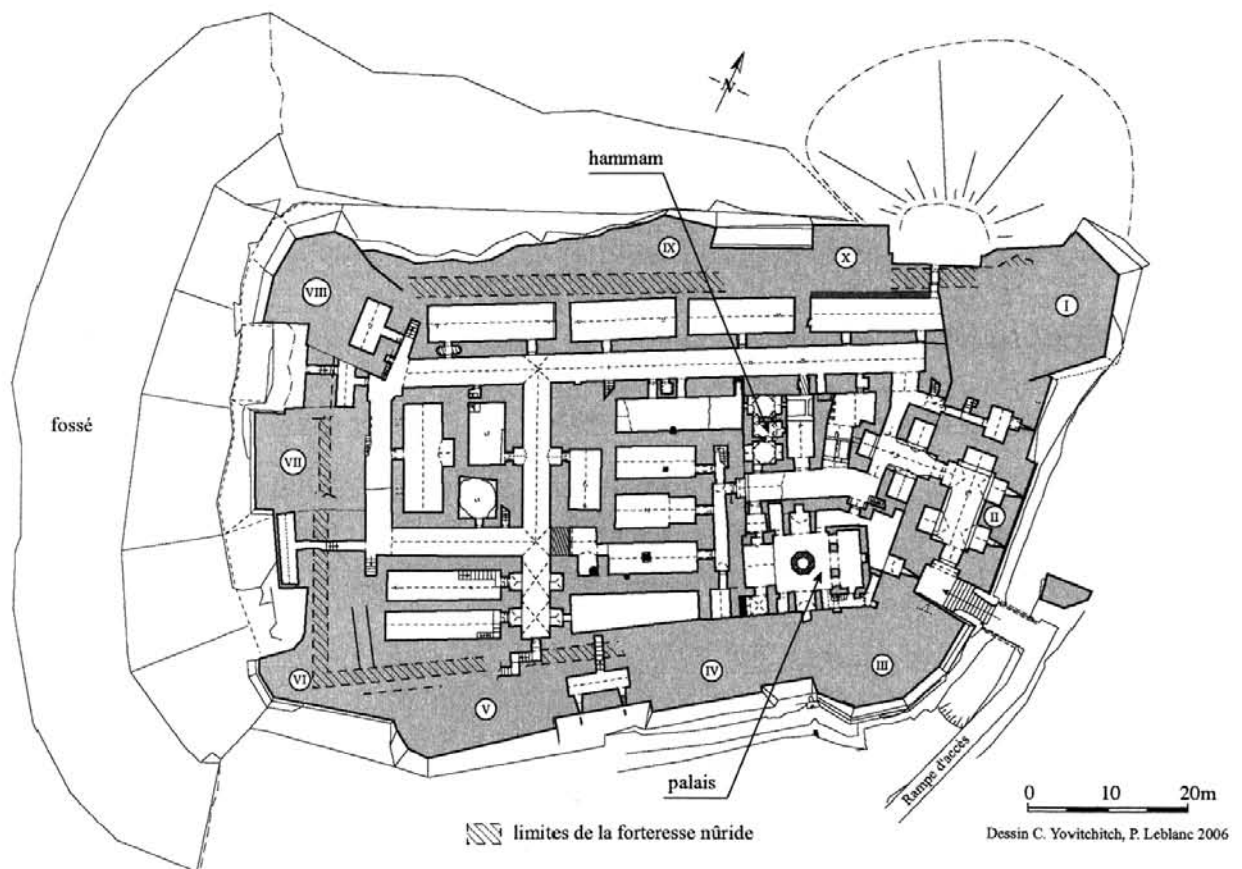 N
hammam
IX
X
VIII
I
fossé
VII
II
VI
V
IV
III
palais
Rampe d'accès
0 10 20m
limites de la forteresse nûride
Dessin C. Yovitchitch, P. Leblanc 2006